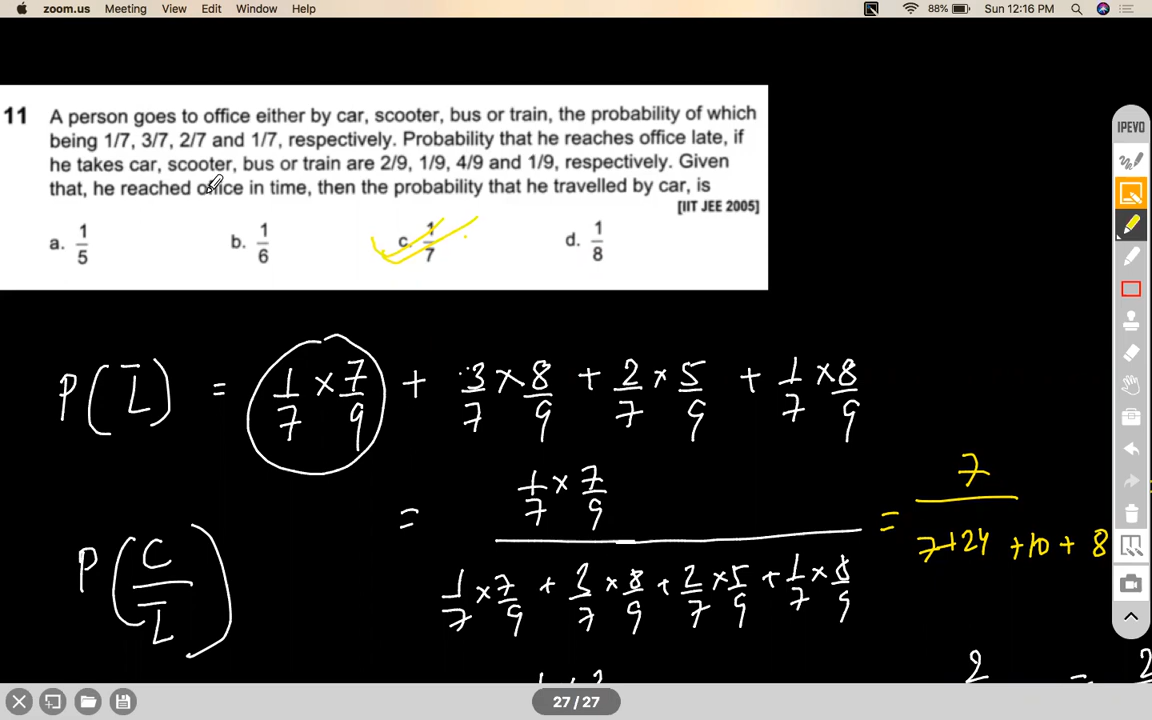 zoom.us Meeting View Edit Window Help 88% Sun 12:16 PM
IPEVO
11 A person goes to office either by car, scooter, bus or train, the probability of which
being 1/7, 3/7, 2/7 and 1/7, respectively. Probability that he reaches office late, if
he takes car, scooter, bus or train are 2/9, 1/9, 4/9 and 1/9, respectively. Given
that, he reached office in time, then the probability that he travelled by car, is
[IIT JEE 2005]
a. 1/5 b. 1/6 c. 1/7 d. 1/8
P(L̅) = 1/7 × 7/9 + 3/7 × 8/9 + 2/7 × 5/9 + 1/7 × 8/9
P(C/L̅) = (1/7 × 7/9) / (1/7 × 7/9 + 3/7 × 8/9 + 2/7 × 5/9 + 1/7 × 8/9) = 7 / (7+24+10+8
2 = 2
27 / 27